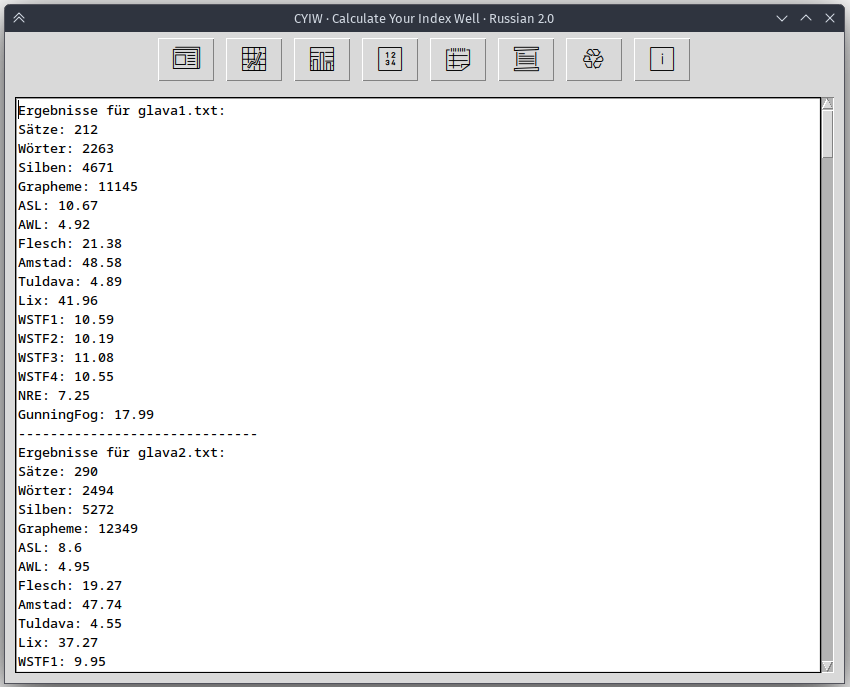 CYIW · Calculate Your Index Well · Russian 2.0
1 2
3 4
i
Ergebnisse für glava1.txt:
Sätze: 212
Wörter: 2263
Silben: 4671
Grapheme: 11145
ASL: 10.67
AWL: 4.92
Flesch: 21.38
Amstad: 48.58
Tuldava: 4.89
Lix: 41.96
WSTF1: 10.59
WSTF2: 10.19
WSTF3: 11.08
WSTF4: 10.55
NRE: 7.25
GunningFog: 17.99
------------------------------
Ergebnisse für glava2.txt:
Sätze: 290
Wörter: 2494
Silben: 5272
Grapheme: 12349
ASL: 8.6
AWL: 4.95
Flesch: 19.27
Amstad: 47.74
Tuldava: 4.55
Lix: 37.27
WSTF1: 9.95